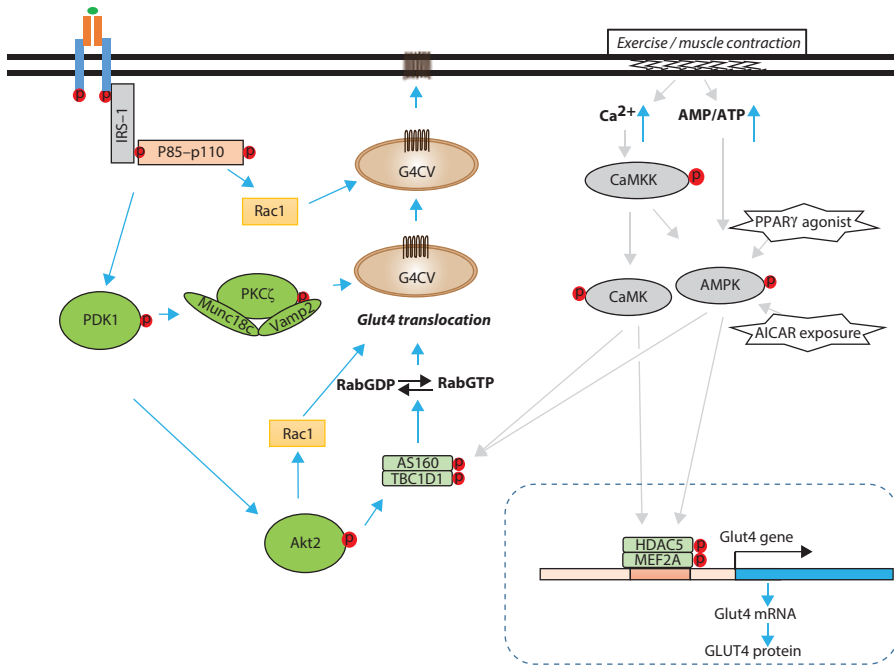 Exercise / muscle contraction
p
p
IRS–1
p
P85–p110
p
Rac1
G4CV
Ca2+
AMP/ATP
CaMKK
p
PPARγ agonist
PDK1
p
PKCζ
p
Munc18c
Vamp2
G4CV
Glut4 translocation
p
CaMK
AMPK
p
AICAR exposure
RabGDP
RabGTP
Rac1
AS160
p
TBC1D1
p
Akt2
p
HDAC5
p
MEF2A
p
Glut4 gene
Glut4 mRNA
GLUT4 protein